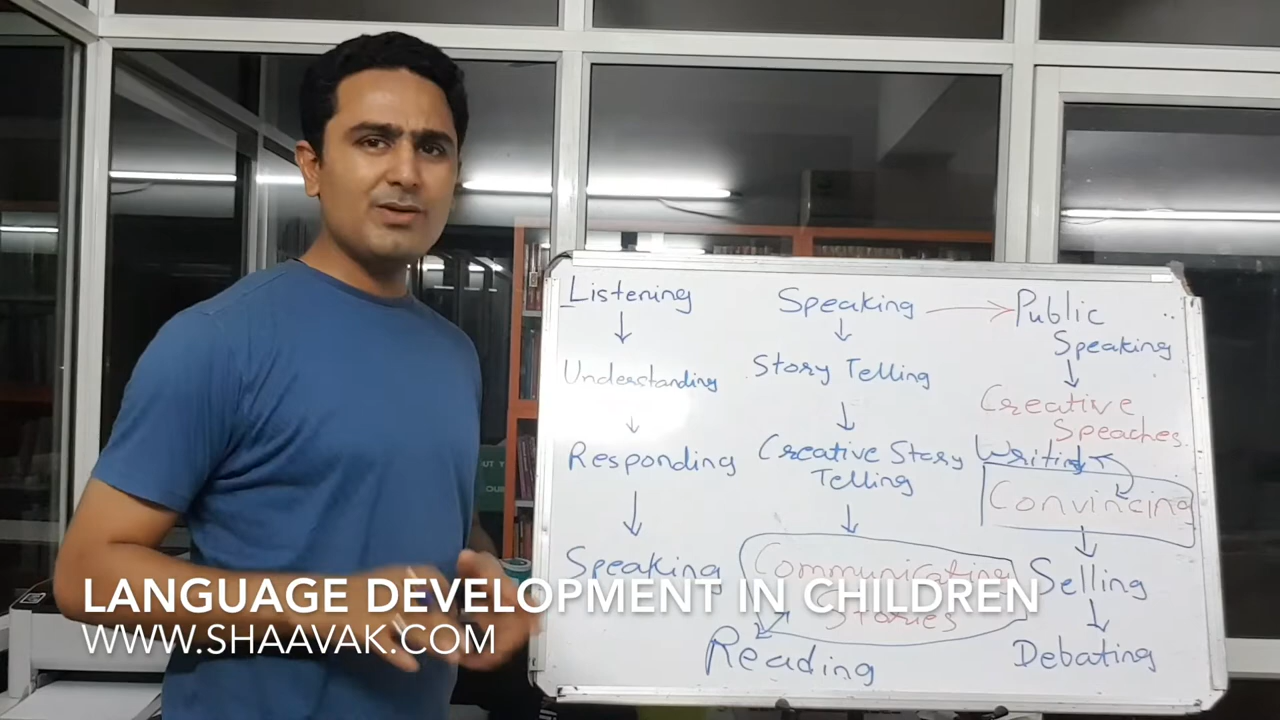 Listening
↓
Understanding
↓
Responding
↓
Speaking
Speaking → Public
Speaking
↓
Story Telling
↓
Creative Story
Telling
↓
Communicating
Stories
Reading
↓
Creative
Speaches.
Writing
Convincing
↓
Selling
↓
Debating
LANGUAGE DEVELOPMENT IN CHILDREN
WWW.SHAAVAK.COM